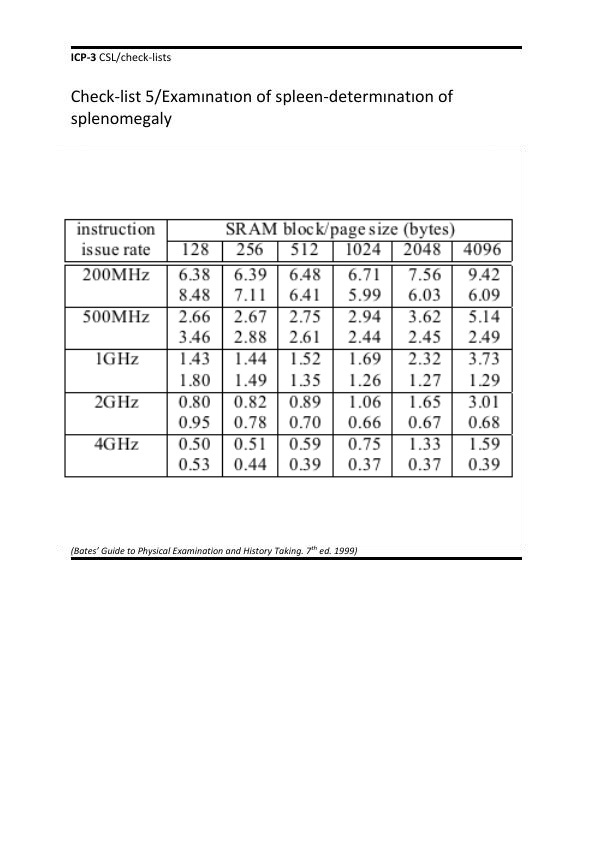 ICP-3 CSL/check-lists
Check-list 5/Examınatıon of spleen-determınatıon of
splenomegaly
instruction SRAM block/page size (bytes)
issue rate 128 256 512 1024 2048 4096
200MHz 6.38 6.39 6.48 6.71 7.56 9.42
8.48 7.11 6.41 5.99 6.03 6.09
500MHz 2.66 2.67 2.75 2.94 3.62 5.14
3.46 2.88 2.61 2.44 2.45 2.49
1GHz 1.43 1.44 1.52 1.69 2.32 3.73
1.80 1.49 1.35 1.26 1.27 1.29
2GHz 0.80 0.82 0.89 1.06 1.65 3.01
0.95 0.78 0.70 0.66 0.67 0.68
4GHz 0.50 0.51 0.59 0.75 1.33 1.59
0.53 0.44 0.39 0.37 0.37 0.39
(Bates' Guide to Physical Examination and History Taking. 7th ed. 1999)